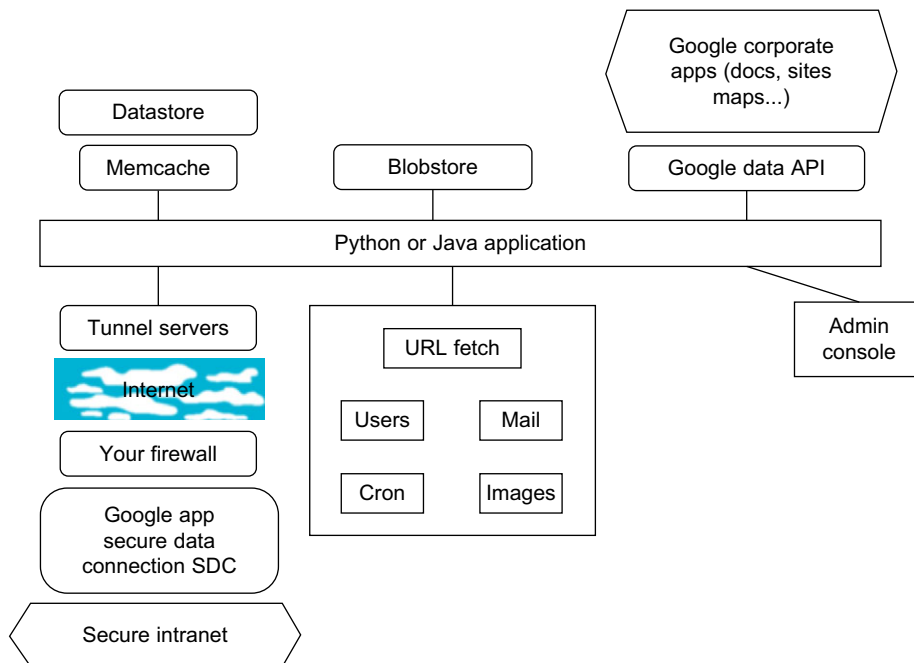 Google corporate
apps (docs, sites
maps...)
Datastore
Memcache
Blobstore
Google data API
Python or Java application
Tunnel servers
Internet
Your firewall
Google app
secure data
connection SDC
Secure intranet
URL fetch
Users
Mail
Cron
Images
Admin
console